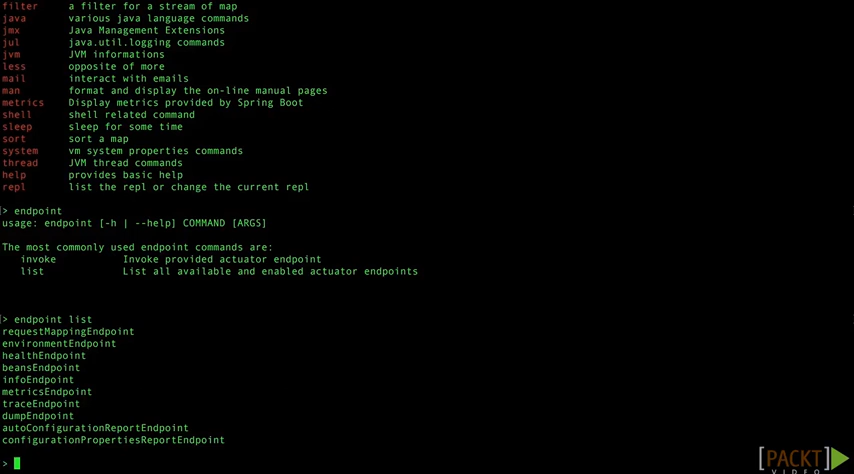 filter     a filter for a stream of map
java       various java language commands
jmx        Java Management Extensions
jul        java.util.logging commands
jvm        JVM informations
less       opposite of more
mail       interact with emails
man        format and display the on-line manual pages
metrics    Display metrics provided by Spring Boot
shell      shell related command
sleep      sleep for some time
sort       sort a map
system     vm system properties commands
thread     JVM thread commands
help       provides basic help
repl       list the repl or change the current repl
> endpoint
usage: endpoint [-h | --help] COMMAND [ARGS]
The most commonly used endpoint commands are:
   invoke           Invoke provided actuator endpoint
   list             List all available and enabled actuator endpoints
> endpoint list
requestMappingEndpoint
environmentEndpoint
healthEndpoint
beansEndpoint
infoEndpoint
metricsEndpoint
traceEndpoint
dumpEndpoint
autoConfigurationReportEndpoint
configurationPropertiesReportEndpoint
>
[PACKT]
VIDEO